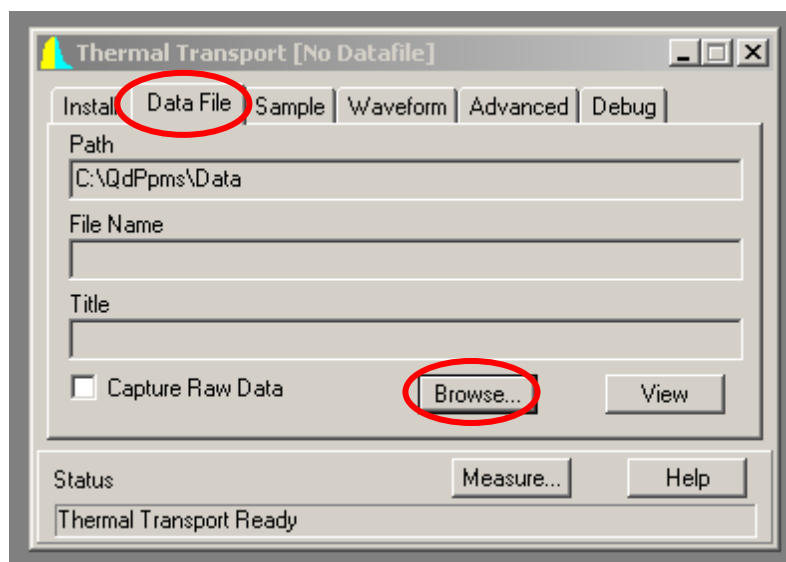 Thermal Transport [No Datafile]
Install Data File Sample Waveform Advanced Debug
Path
C:\QdPpms\Data
File Name
Title
Capture Raw Data Browse... View
Status Measure... Help
Thermal Transport Ready